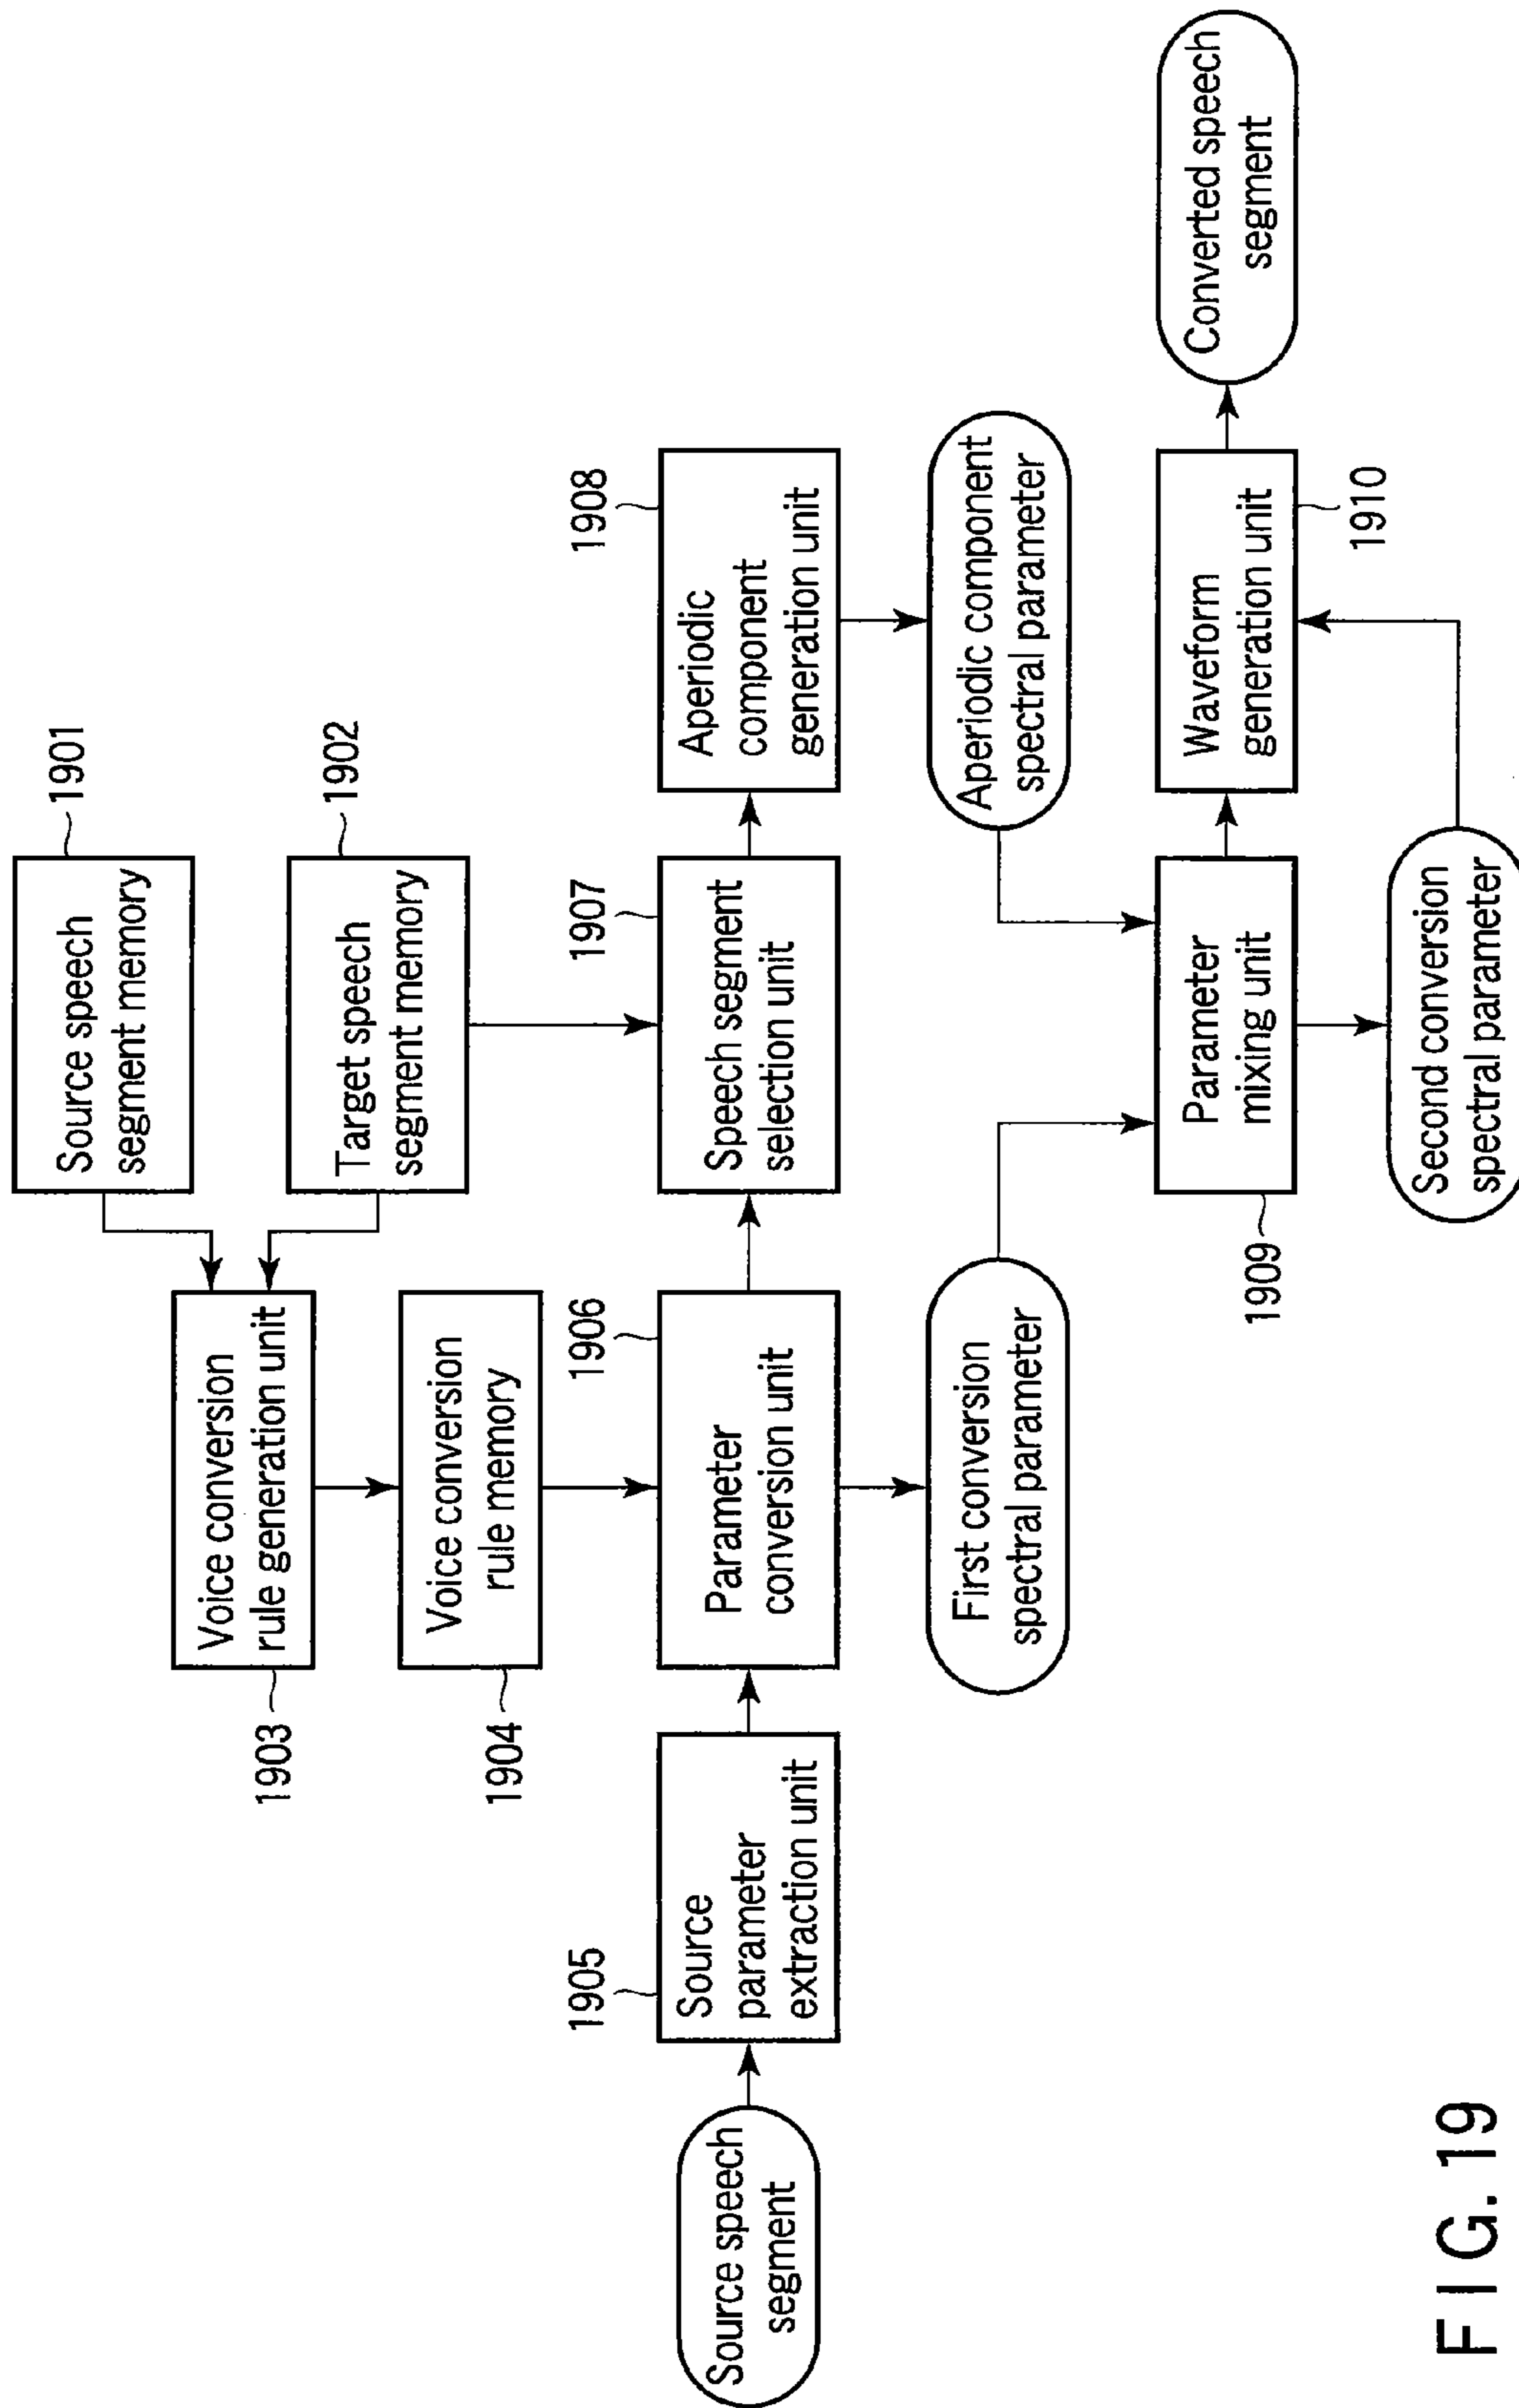 1901
Source speech
segment memory
1902
Target speech
segment memory
Voice conversion
rule generation unit
1903
Voice conversion
rule memory
1904
1905
Source
parameter
extraction unit
1906
Parameter
conversion unit
1907
Speech segment
selection unit
1908
Aperiodic
component
generation unit
Source speech
segment
First conversion
spectral parameter
Aperiodic component
spectral parameter
Parameter
mixing unit
1909
Waveform
generation unit
1910
Converted speech
segment
Second conversion
spectral parameter
FIG. 19